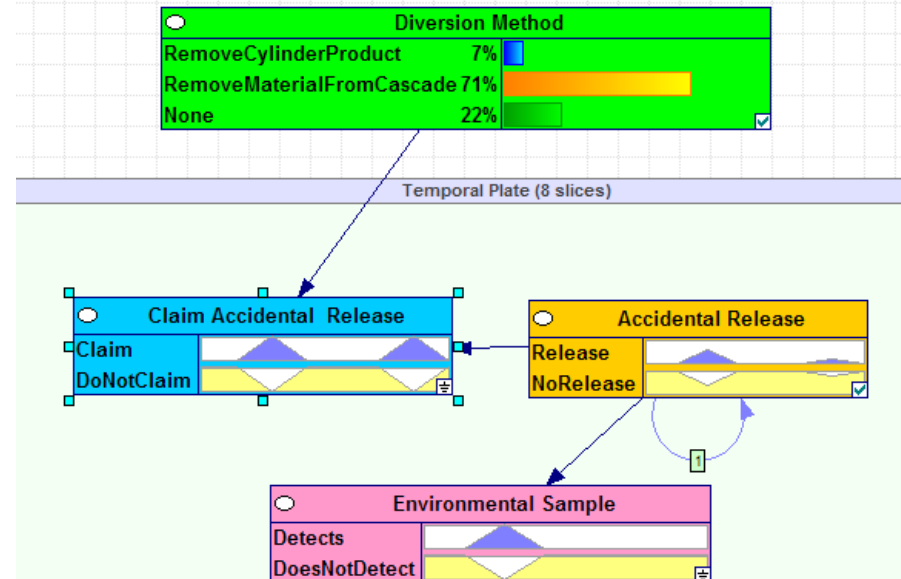 Diversion Method
RemoveCylinderProduct 7%
RemoveMaterialFromCascade 71%
None 22%
Temporal Plate (8 slices)
Claim Accidental Release
Claim
DoNotClaim
Accidental Release
Release
NoRelease
1
Environmental Sample
Detects
DoesNotDetect